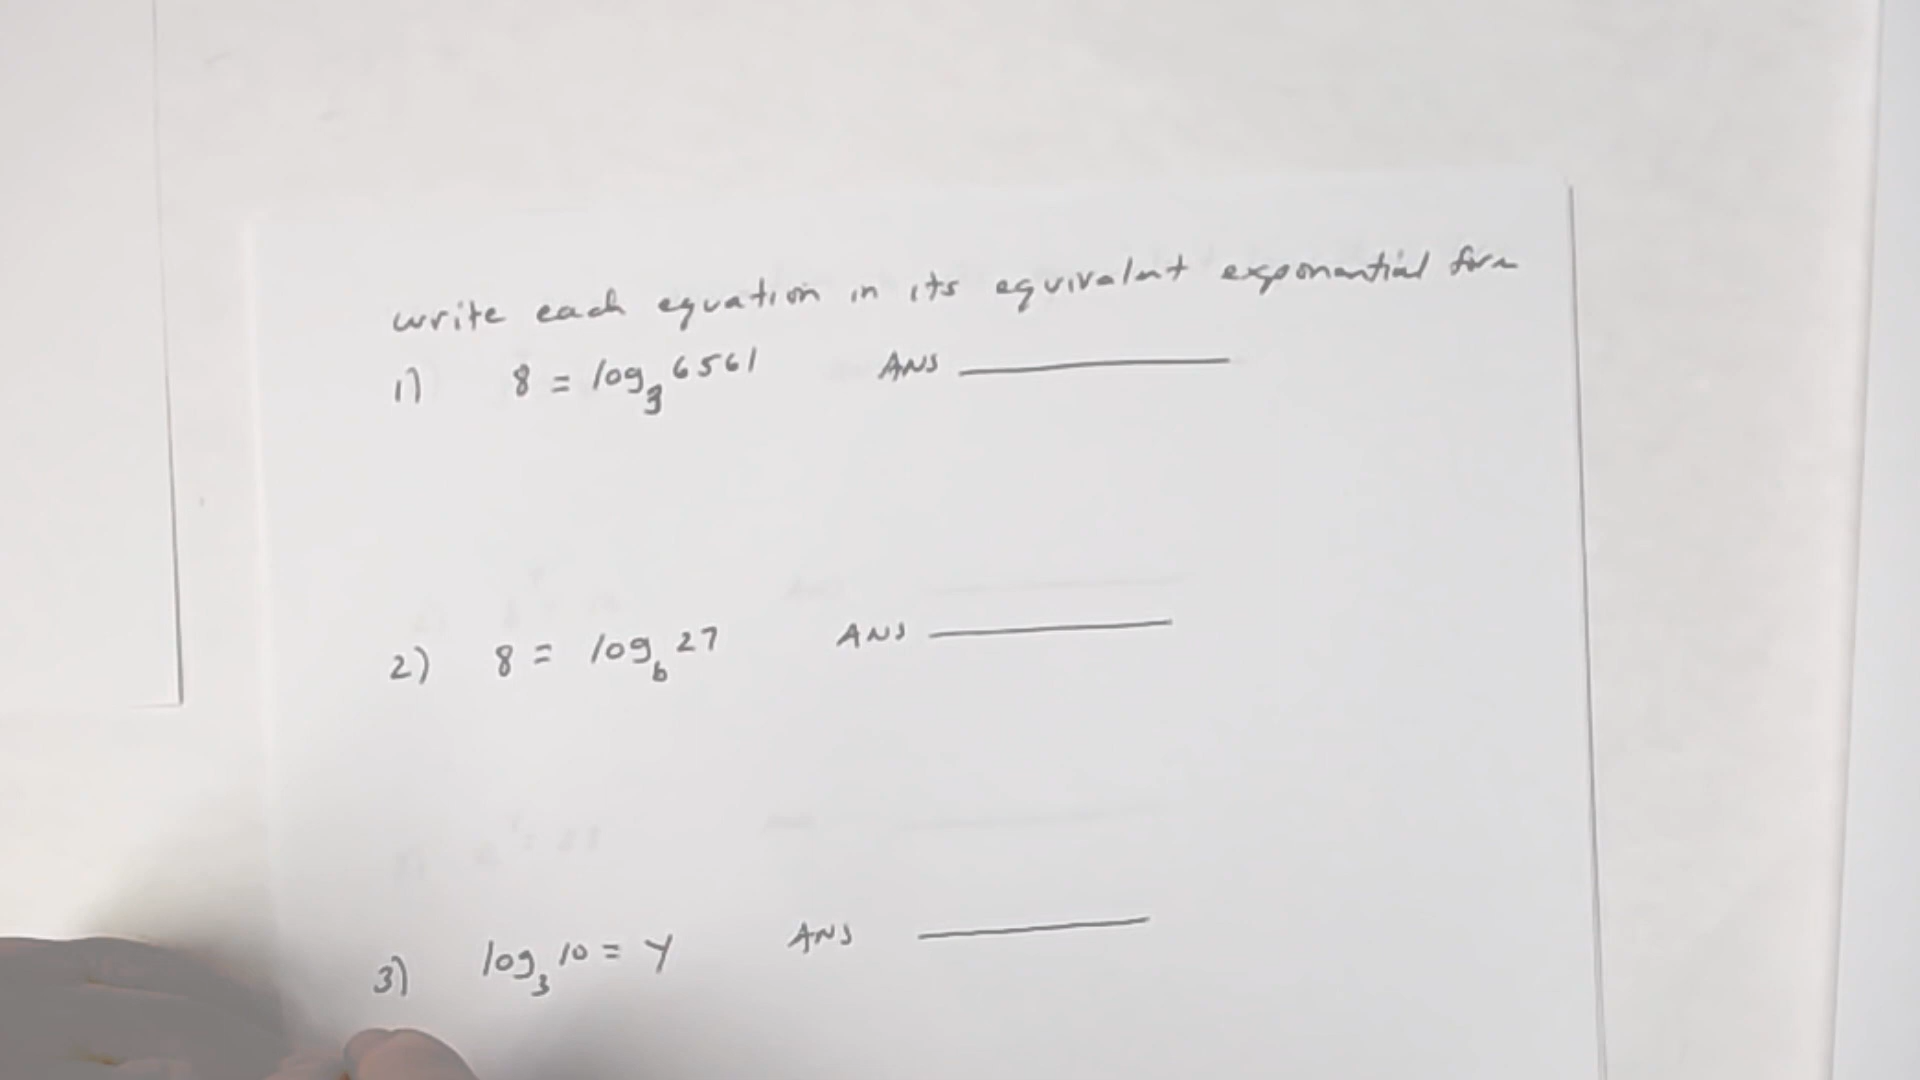 write each equation in its equivalent exponential form
1) 8 = log₃ 6561 ANS
2) 8 = log_b 27 ANS
3) log₃ 10 = y ANS